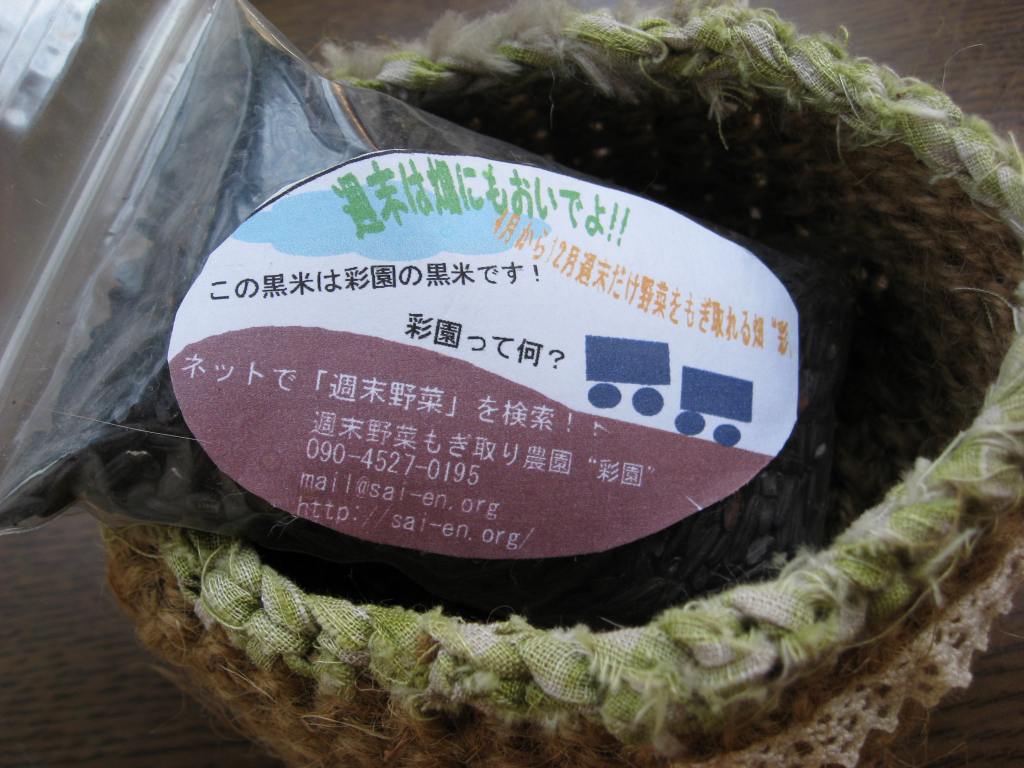 週末は畑にもおいでよ!!
4月から12月週末だけ野菜をもぎ取れる畑“彩
この黒米は彩園の黒米です！
彩園って何？
ネットで「週末野菜」を検索！
週末野菜もぎ取り農園“彩園”
090-4527-0195
mail@sai-en.org
http://sai-en.org/